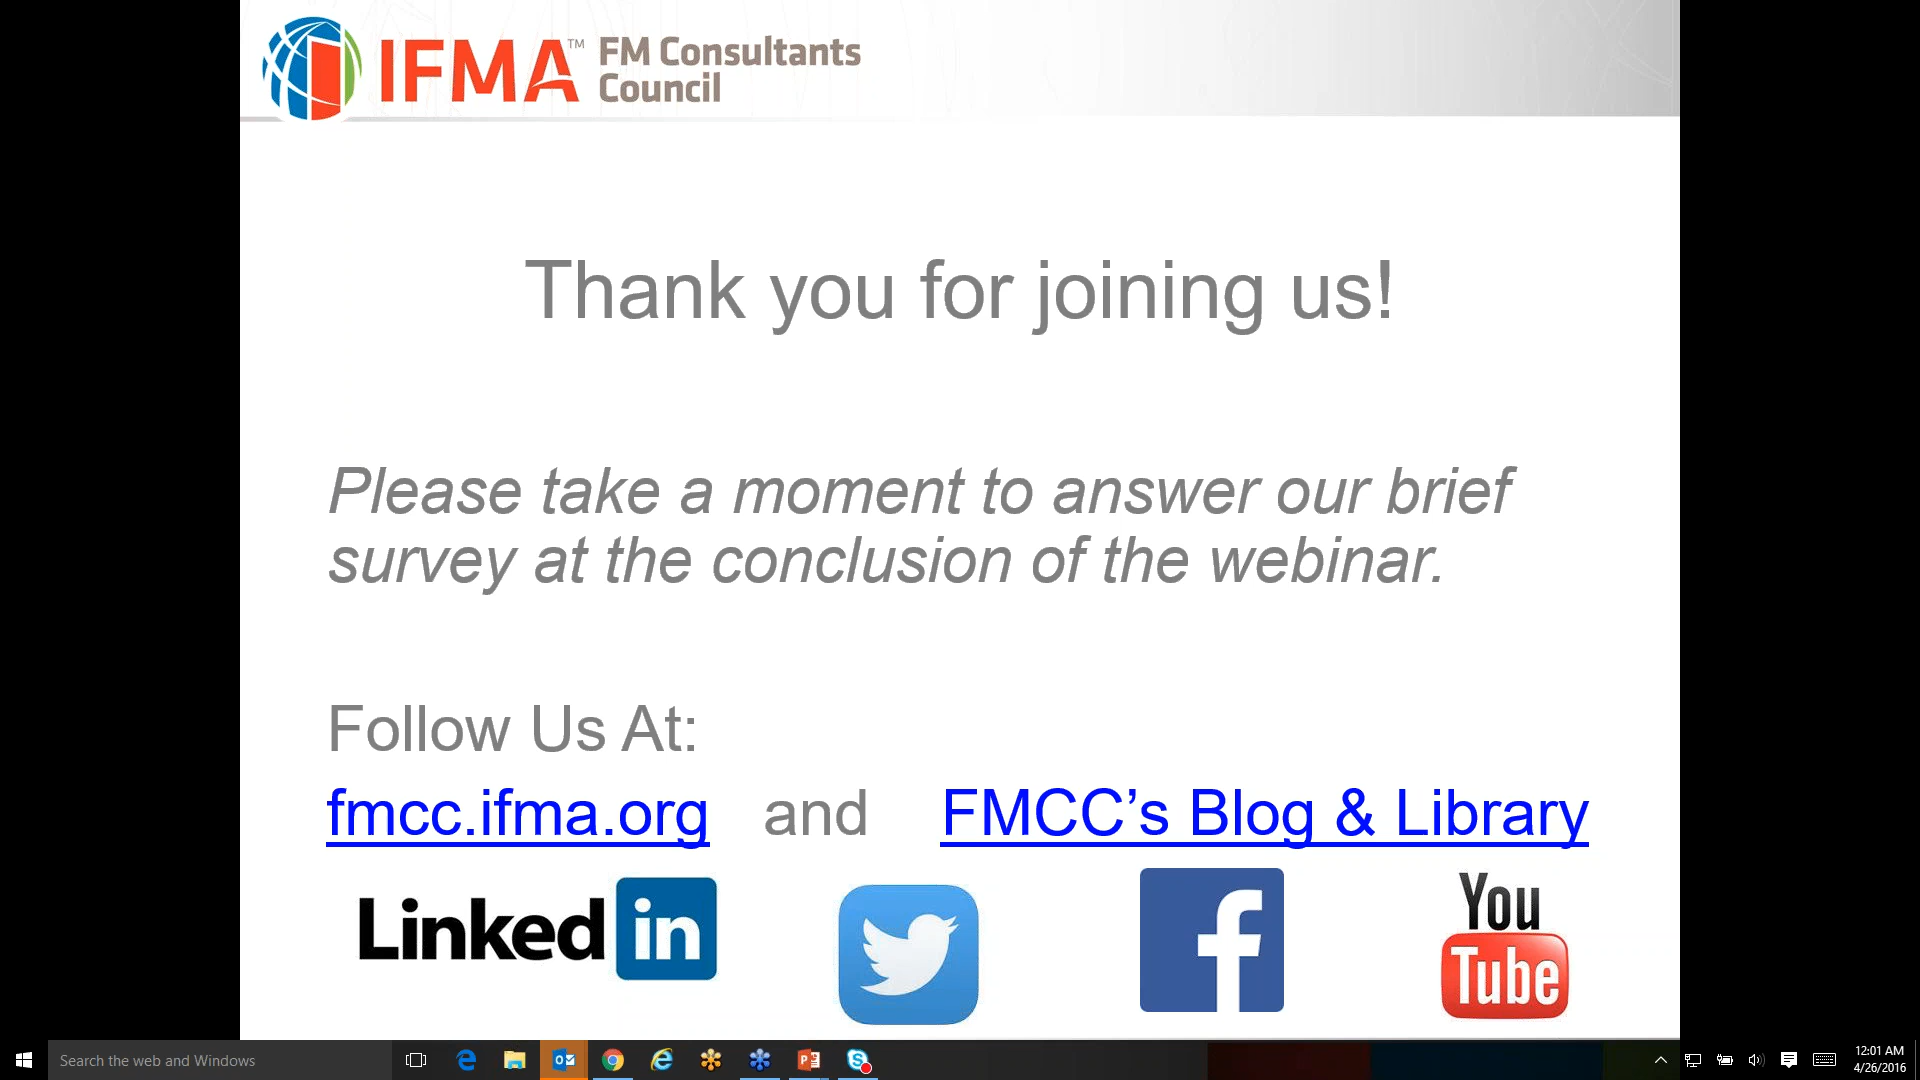 IFMA™ FM Consultants
Council
Thank you for joining us!
Please take a moment to answer our brief
survey at the conclusion of the webinar.
Follow Us At:
fmcc.ifma.org and FMCC’s Blog & Library
Linked in
f
You
Tube
Search the web and Windows
12:01 AM
4/26/2016